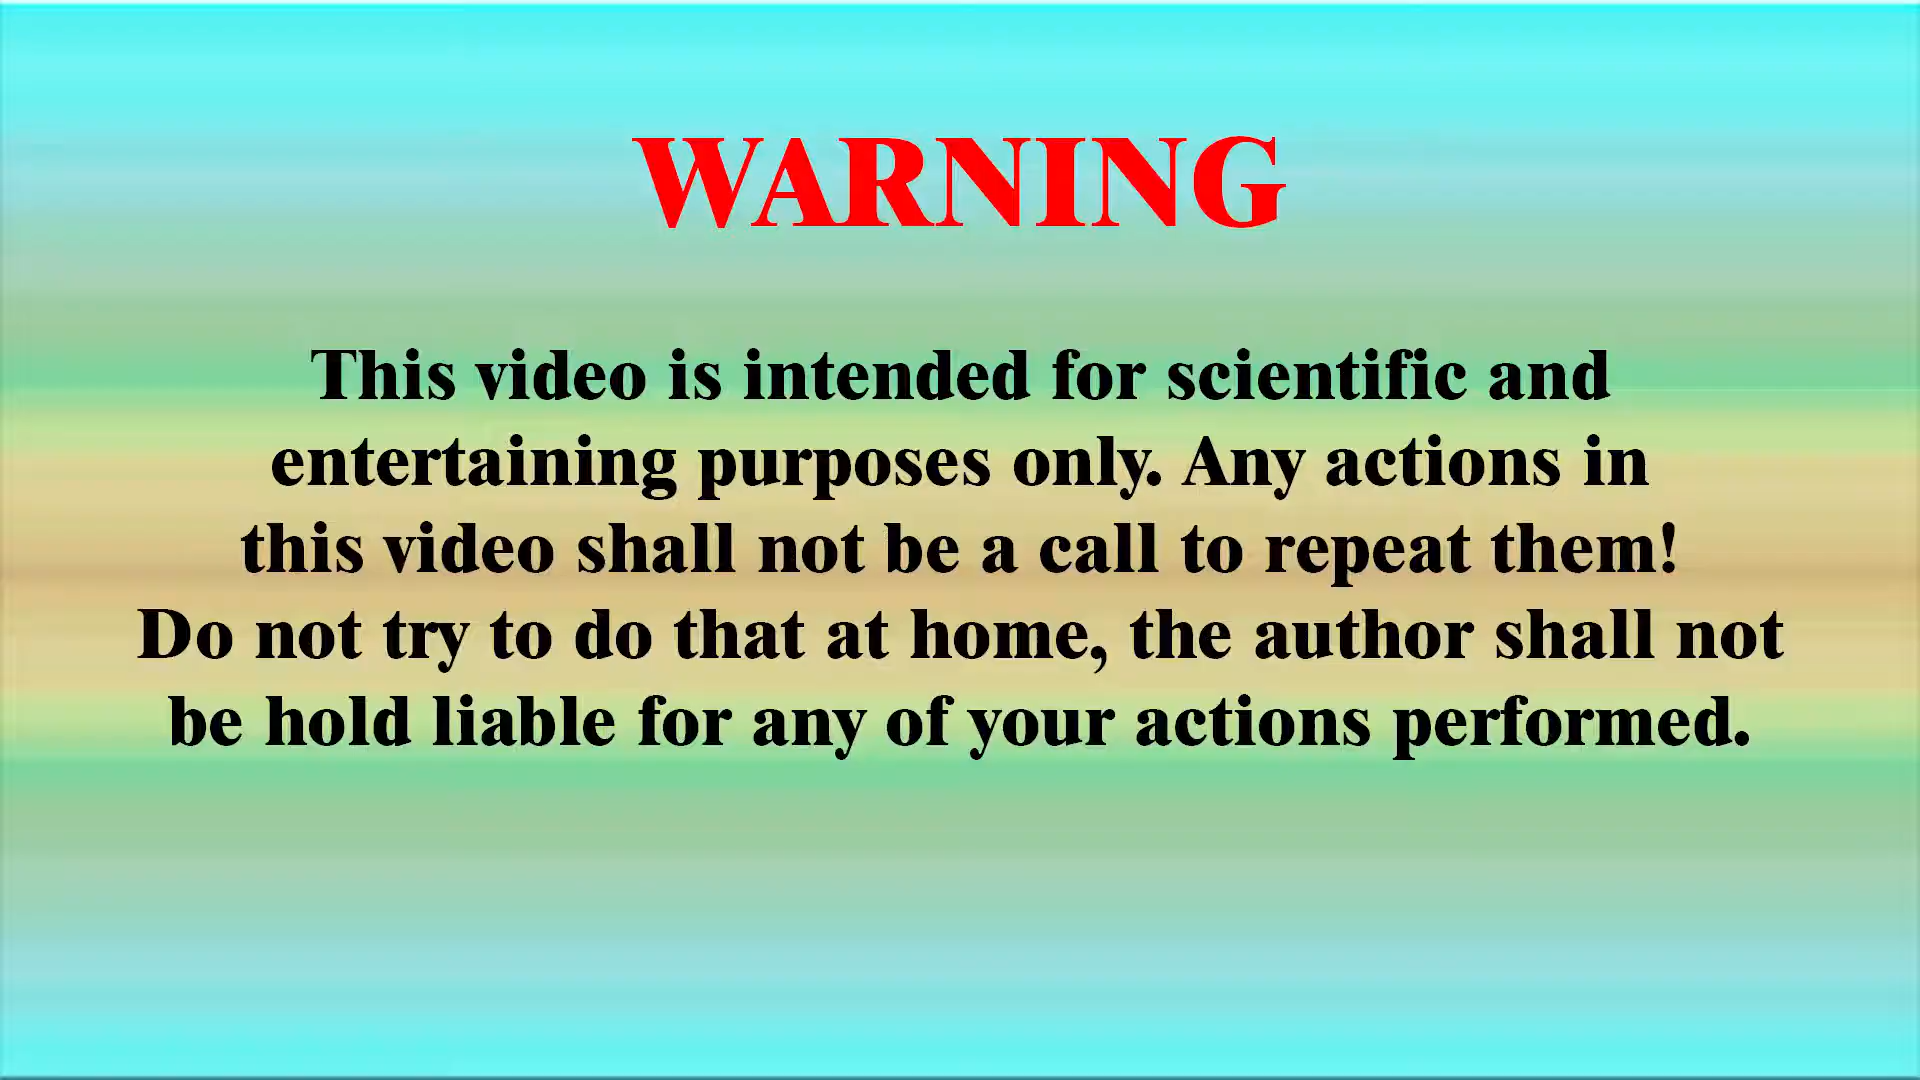 WARNING
This video is intended for scientific and
entertaining purposes only. Any actions in
this video shall not be a call to repeat them!
Do not try to do that at home, the author shall not
be hold liable for any of your actions performed.